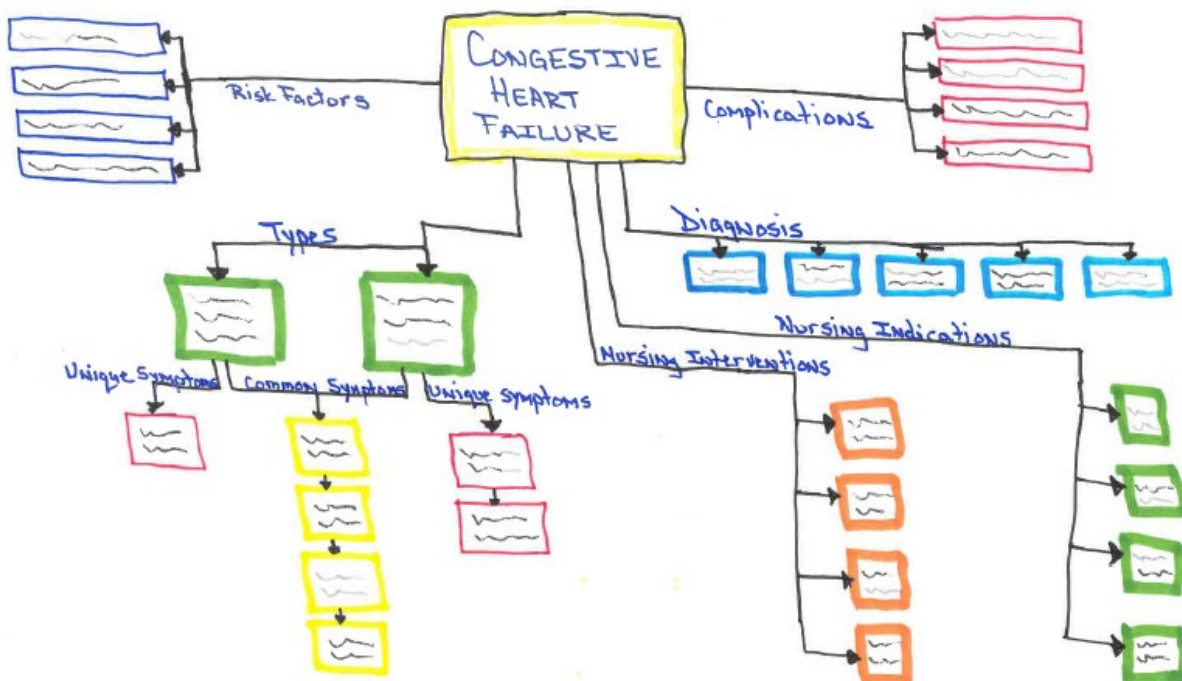 CONGESTIVE
HEART
FAILURE
Risk Factors
Complications
Types
Diagnosis
Nursing Indications
Nursing Interventions
Unique Symptoms
Common Symptoms
Unique Symptoms